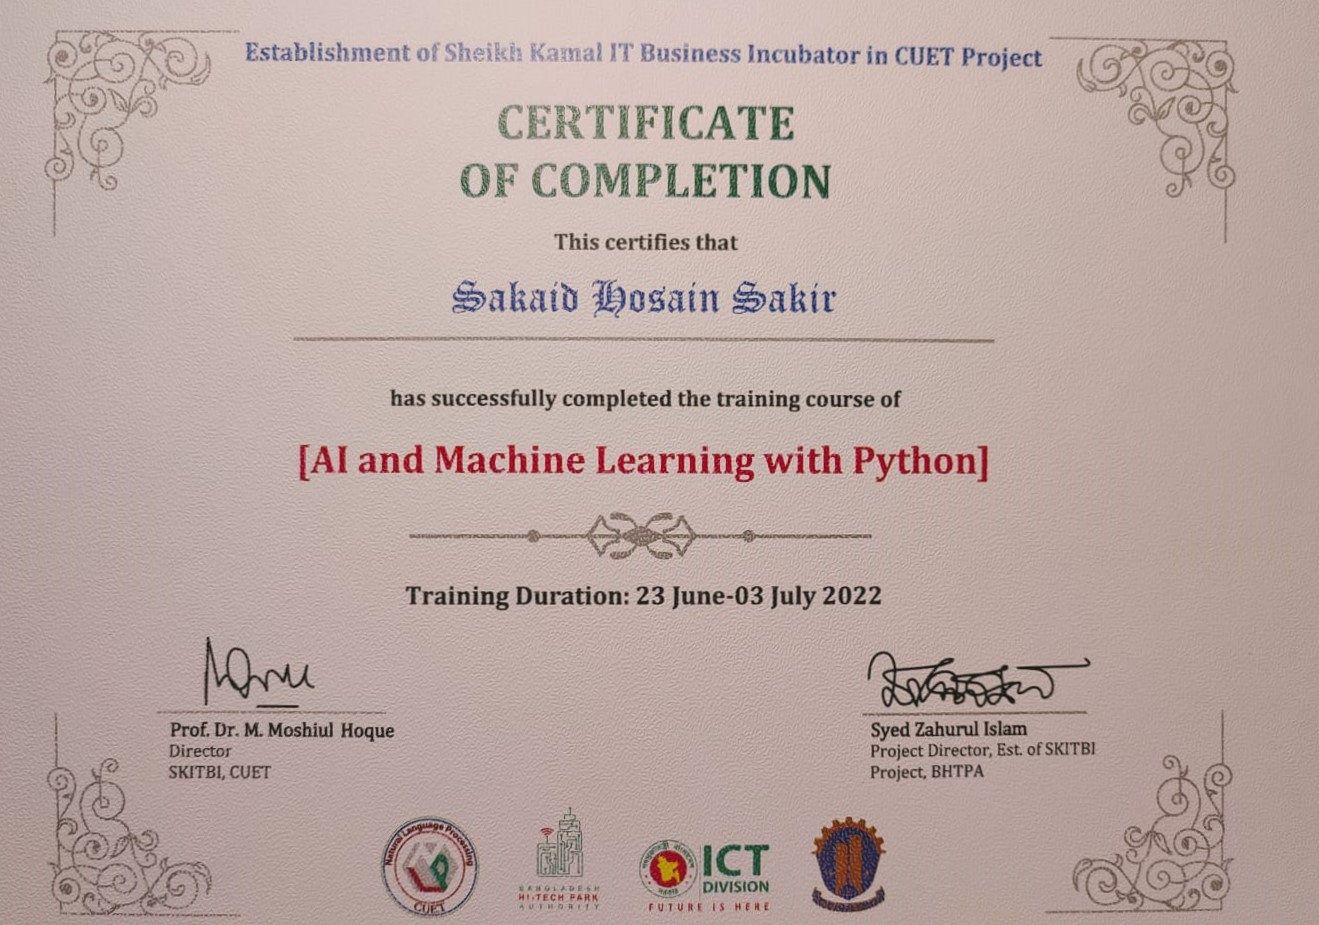 Establishment of Sheikh Kamal IT Business Incubator in CUET Project
CERTIFICATE
OF COMPLETION
This certifies that
Sakaid Hosain Sakir
has successfully completed the training course of
[AI and Machine Learning with Python]
Training Duration: 23 June-03 July 2022
Prof. Dr. M. Moshiul Hoque
Director
SKITBI, CUET
Syed Zahurul Islam
Project Director, Est. of SKITBI
Project, BHTPA
Natural Language Processing
CUET
BANGLADESH
HI-TECH PARK
AUTHORITY
ICT
DIVISION
FUTURE IS HERE